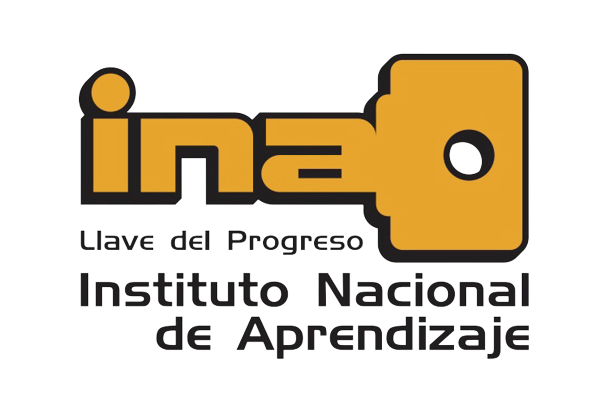 ina
Llave del Progreso
Instituto Nacional
de Aprendizaje